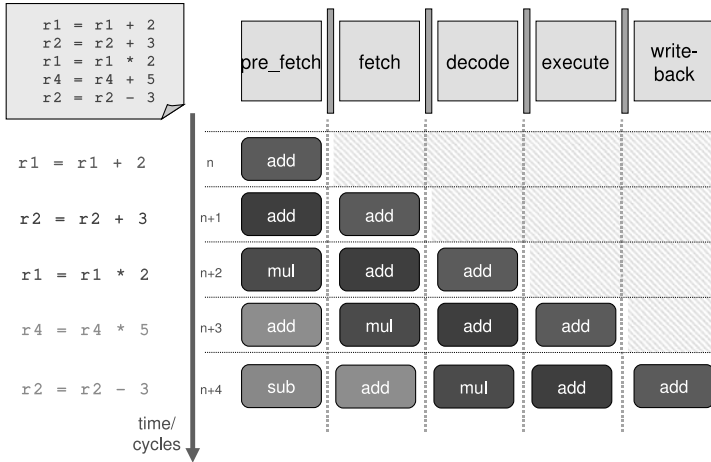 r1 = r1 + 2
r2 = r2 + 3
r1 = r1 * 2
r4 = r4 + 5
r2 = r2 - 3
pre_fetch
fetch
decode
execute
write-
back
r1 = r1 + 2
n
add
r2 = r2 + 3
n+1
add
add
r1 = r1 * 2
n+2
mul
add
add
r4 = r4 * 5
n+3
add
mul
add
add
r2 = r2 - 3
n+4
sub
add
mul
add
add
time/
cycles